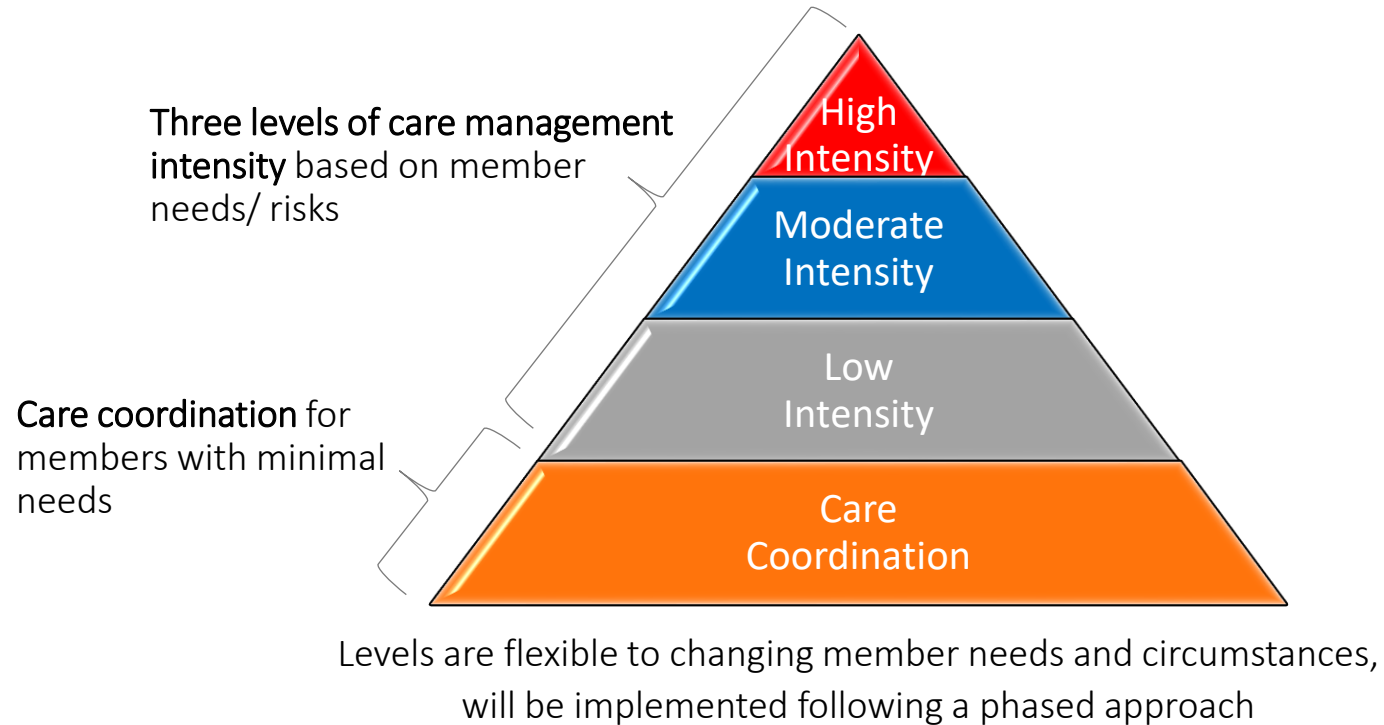 Three levels of care management
intensity based on member
needs/ risks
High
Intensity
Moderate
Intensity
Low
Intensity
Care coordination for
members with minimal
needs
Care
Coordination
Levels are flexible to changing member needs and circumstances,
will be implemented following a phased approach